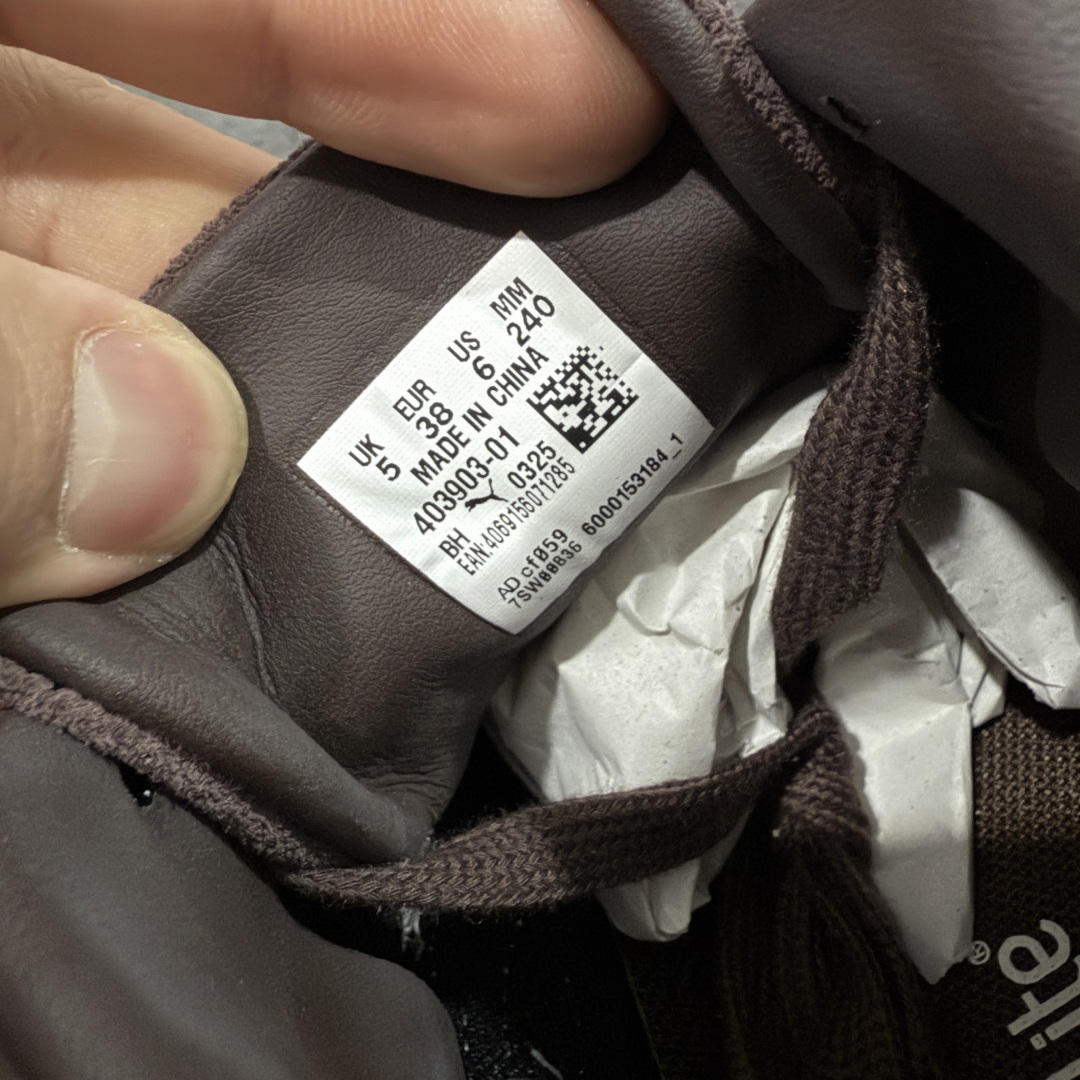 UK EUR US MM
5 38 6 240
MADE IN CHINA
403903-01
BH 0325
EAN:4069156071285
AD cf059
7SW00B36 6000153184_1
®